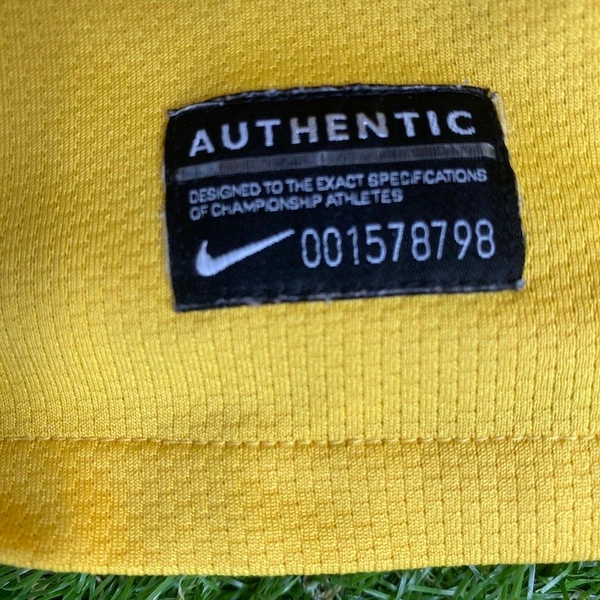 AUTHENTIC
DESIGNED TO THE EXACT SPECIFICATIONS
OF CHAMPIONSHIP ATHLETES
001578798